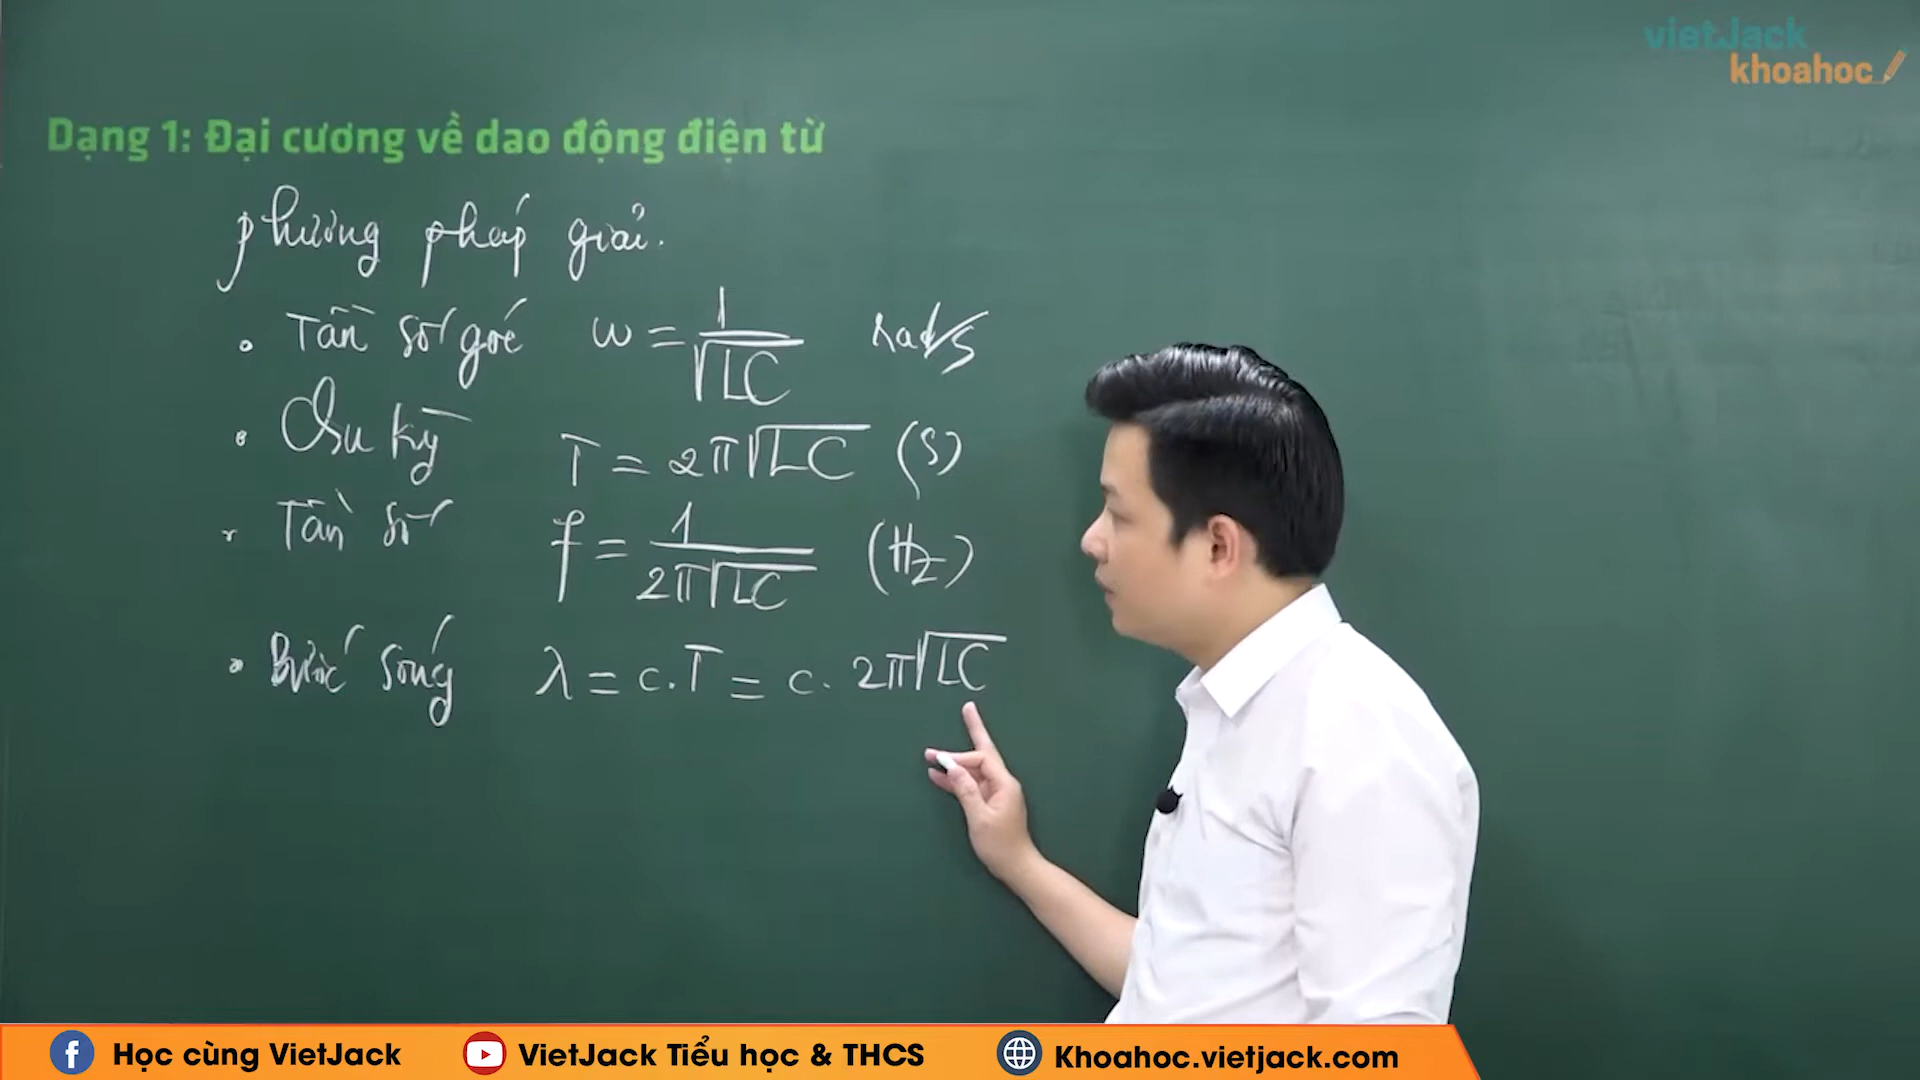 vietJack
khoahoc
Dạng 1: Đại cương về dao động điện từ
phương pháp giải.
Tần số góc ω = 1/√LC rad/s
Chu kỳ T = 2π√LC (s)
Tần số f = 1/2π√LC (Hz)
Bước sóng λ = c.T = c. 2π√LC
Học cùng VietJack
VietJack Tiểu học & THCS
Khoahoc.vietjack.com